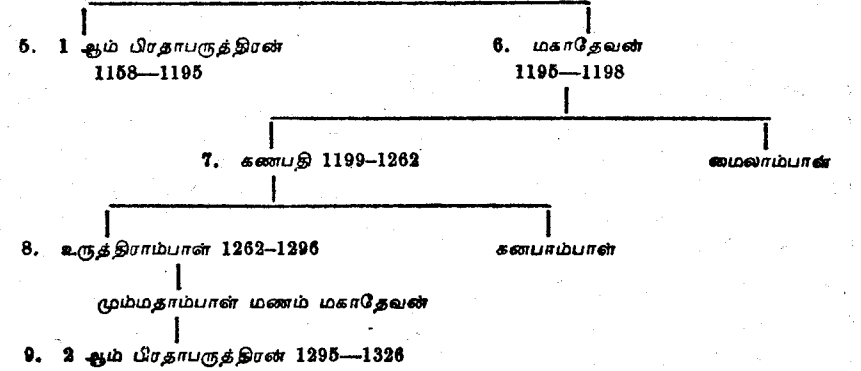 5. 1 ஆம் பிரதாபருத்திரன் 6. மகாதேவன்
1158—1195 1195—1198
7. கணபதி 1199–1262 மைலாம்பாள்
8. உருத்திராம்பாள் 1262–1296 கனபாம்பாள்
மும்மதாம்பாள் மணம் மகாதேவன்
9. 2 ஆம் பிரதாபருத்திரன் 1295—1326